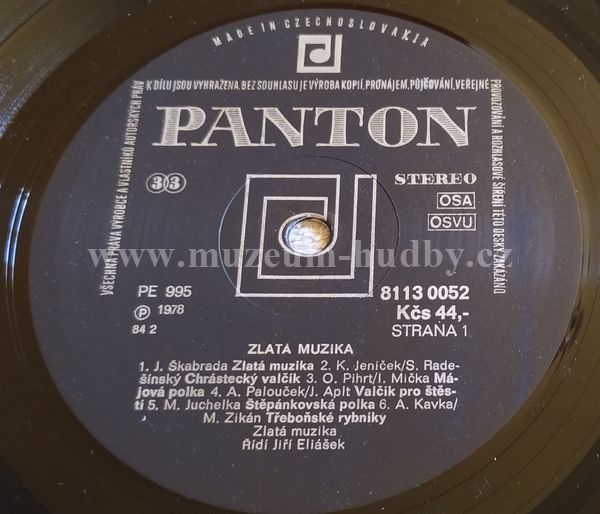 MADE IN CZECHOSLOVAKIA
VŠECHNA PRÁVA VÝROBCE A VLASTNÍKŮ AUTORSKÝCH PRÁV
K DÍLU JSOU VYHRAZENA. BEZ SOUHLASU JE VÝROBA KOPIÍ, PRONÁJEM, PŮJČOVÁNÍ, VEŘEJNÉ
PROVOZOVÁNÍ A ROZHLASOVÉ ŠÍŘENÍ TÉTO DESKY ZAKÁZÁNO
PANTON
33
STEREO
OSA
OSVU
www.muzeum-hudby.cz
PE 995
8113 0052
Ⓟ 1978
Kčs 44,-
84 2
STRANA 1
ZLATÁ MUZIKA
1. J. Škabrada Zlatá muzika 2. K. Jeníček/S. Rade-
šínský Chrástecký valčík 3. O. Pihrt/I. Mička Má-
jová polka 4. A. Palouček/J. Aplt Valčík pro štěs-
tí 5. M. Juchelka Štěpánkovská polka 6. A. Kavka/
M. Zikán Třeboňské rybníky
Zlatá muzika
Řídí Jiří Eliášek